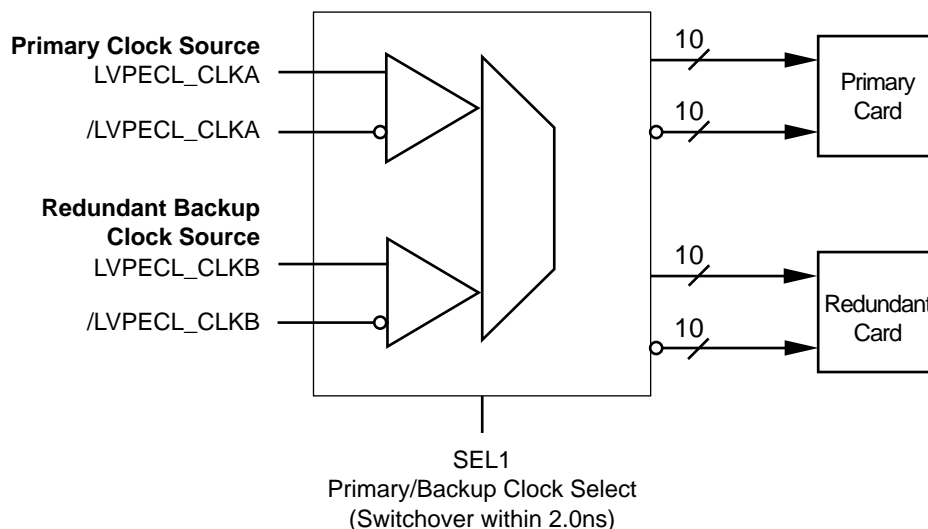 Primary Clock Source
LVPECL_CLKA
/LVPECL_CLKA
Redundant Backup
Clock Source
LVPECL_CLKB
/LVPECL_CLKB
10
10
Primary
Card
10
10
Redundant
Card
SEL1
Primary/Backup Clock Select
(Switchover within 2.0ns)